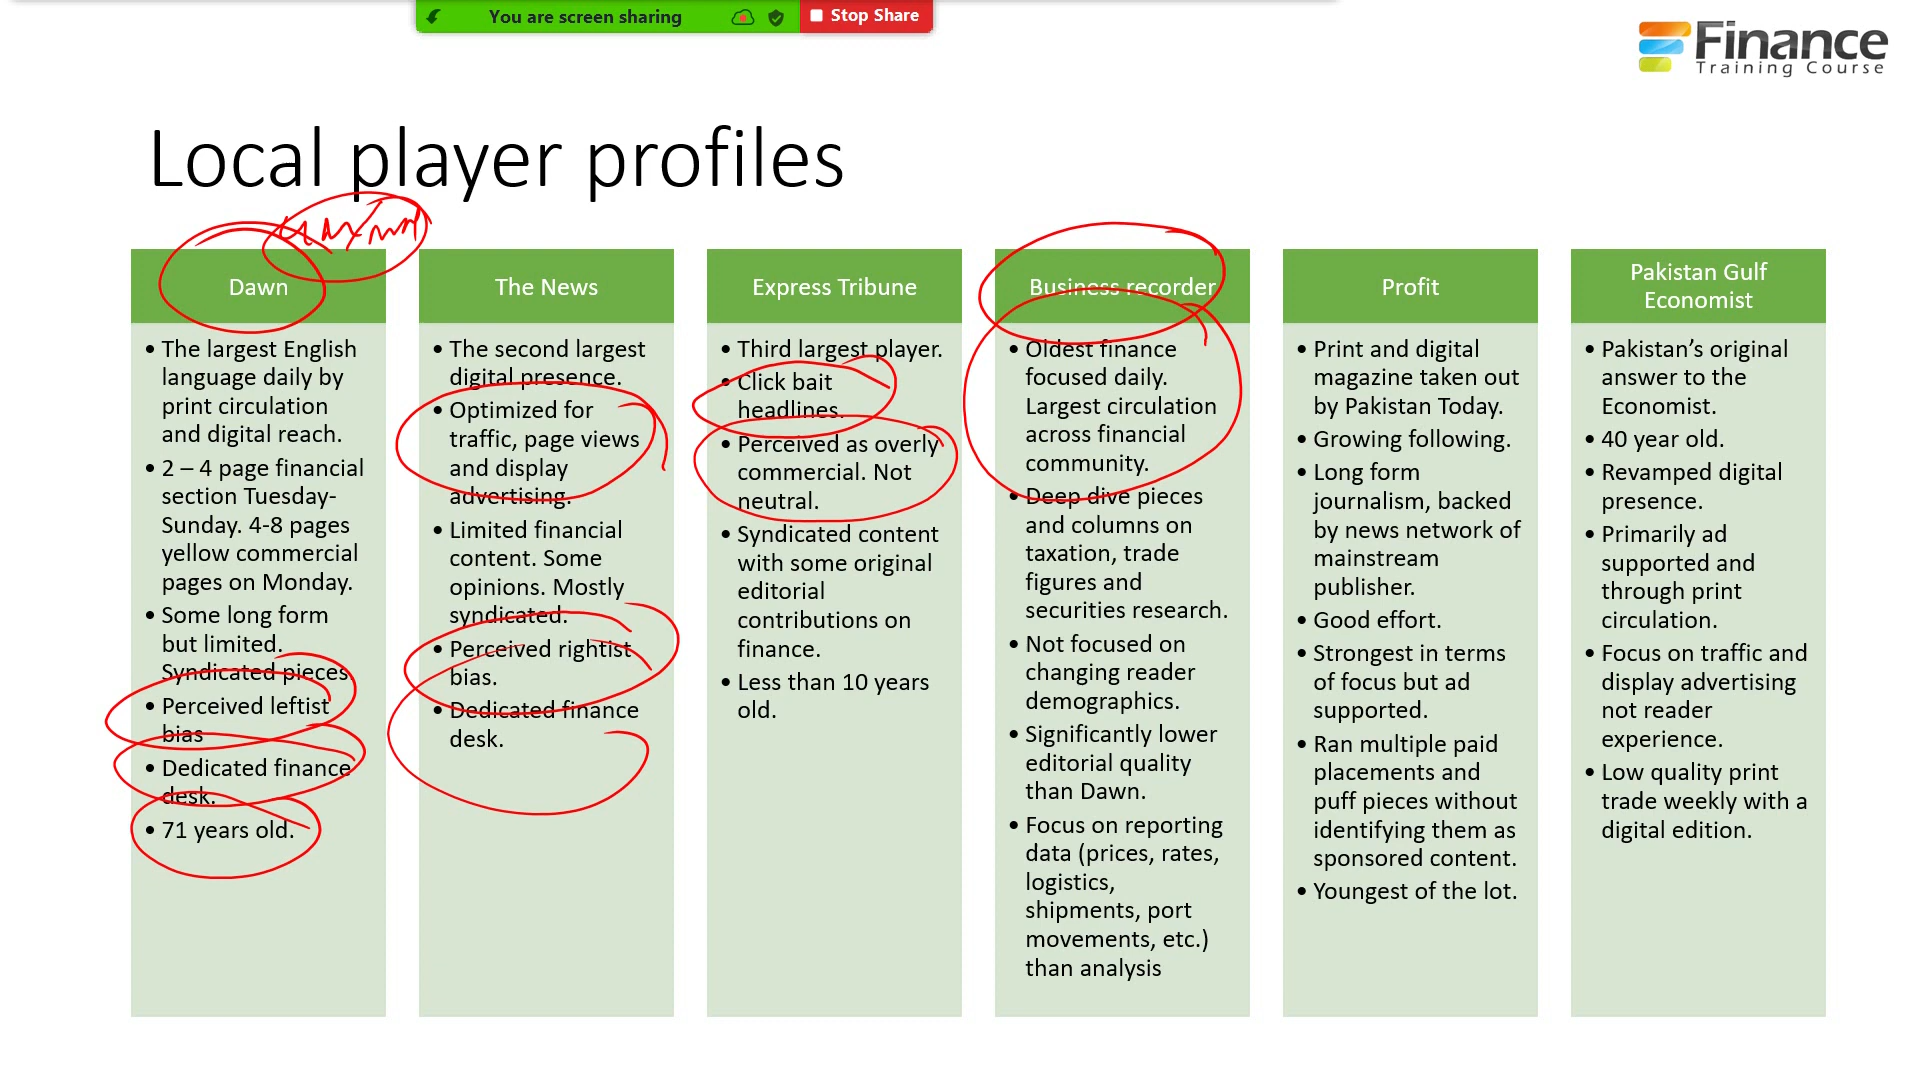 You are screen sharing
Stop Share
Finance
Training Course
Local player profiles
Dawn
• The largest English
language daily by
print circulation
and digital reach.
• 2 – 4 page financial
section Tuesday-
Sunday. 4-8 pages
yellow commercial
pages on Monday.
• Some long form
but limited.
Syndicated pieces
• Perceived leftist
bias
• Dedicated finance
desk.
• 71 years old.
The News
• The second largest
digital presence.
• Optimized for
traffic, page views
and display
advertising.
• Limited financial
content. Some
opinions. Mostly
syndicated.
• Perceived rightist
bias.
• Dedicated finance
desk.
Express Tribune
• Third largest player.
• Click bait
headlines.
• Perceived as overly
commercial. Not
neutral.
• Syndicated content
with some original
editorial
contributions on
finance.
• Less than 10 years
old.
Business recorder
• Oldest finance
focused daily.
Largest circulation
across financial
community.
• Deep dive pieces
and columns on
taxation, trade
figures and
securities research.
• Not focused on
changing reader
demographics.
• Significantly lower
editorial quality
than Dawn.
• Focus on reporting
data (prices, rates,
logistics,
shipments, port
movements, etc.)
than analysis
Profit
• Print and digital
magazine taken out
by Pakistan Today.
• Growing following.
• Long form
journalism, backed
by news network of
mainstream
publisher.
• Good effort.
• Strongest in terms
of focus but ad
supported.
• Ran multiple paid
placements and
puff pieces without
identifying them as
sponsored content.
• Youngest of the lot.
Pakistan Gulf
Economist
• Pakistan’s original
answer to the
Economist.
• 40 year old.
• Revamped digital
presence.
• Primarily ad
supported and
through print
circulation.
• Focus on traffic and
display advertising
not reader
experience.
• Low quality print
trade weekly with a
digital edition.